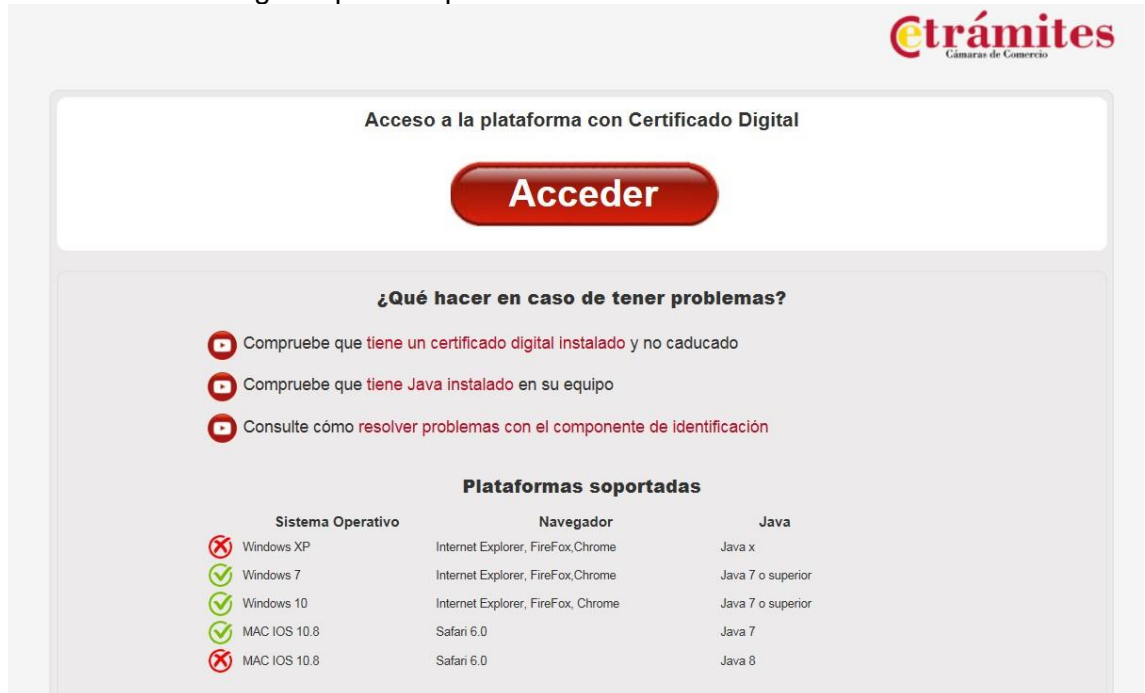 etrámites
Cámaras de Comercio
Acceso a la plataforma con Certificado Digital
Acceder
¿Qué hacer en caso de tener problemas?
Compruebe que tiene un certificado digital instalado y no caducado
Compruebe que tiene Java instalado en su equipo
Consulte cómo resolver problemas con el componente de identificación
Plataformas soportadas
Sistema Operativo Navegador Java
Windows XP Internet Explorer, FireFox,Chrome Java x
Windows 7 Internet Explorer, FireFox,Chrome Java 7 o superior
Windows 10 Internet Explorer, FireFox, Chrome Java 7 o superior
MAC IOS 10.8 Safari 6.0 Java 7
MAC IOS 10.8 Safari 6.0 Java 8